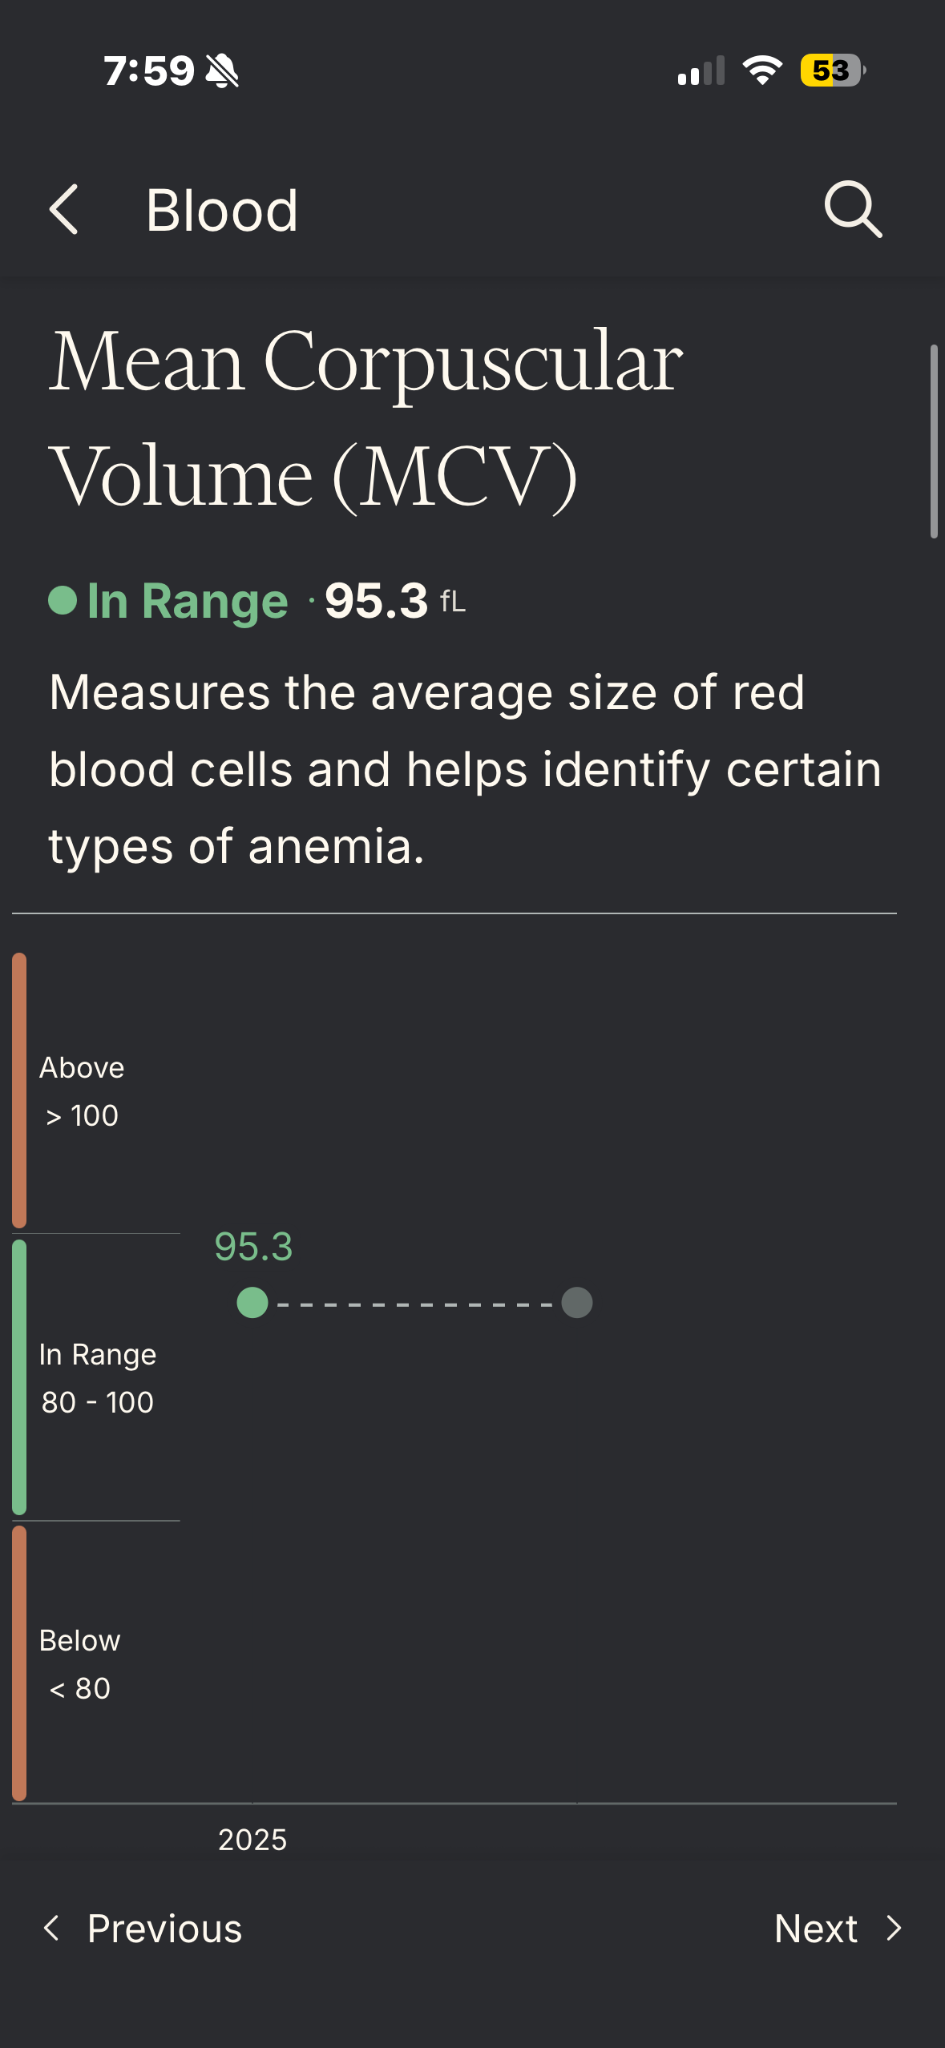 7:59
53
Blood
Mean Corpuscular
Volume (MCV)
In Range · 95.3 fL
Measures the average size of red
blood cells and helps identify certain
types of anemia.
Above
> 100
95.3
In Range
80 - 100
Below
< 80
2025
Previous
Next